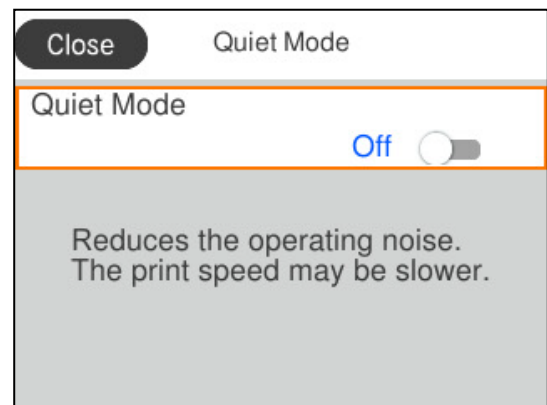 Close
Quiet Mode
Quiet Mode
Off
Reduces the operating noise.
The print speed may be slower.